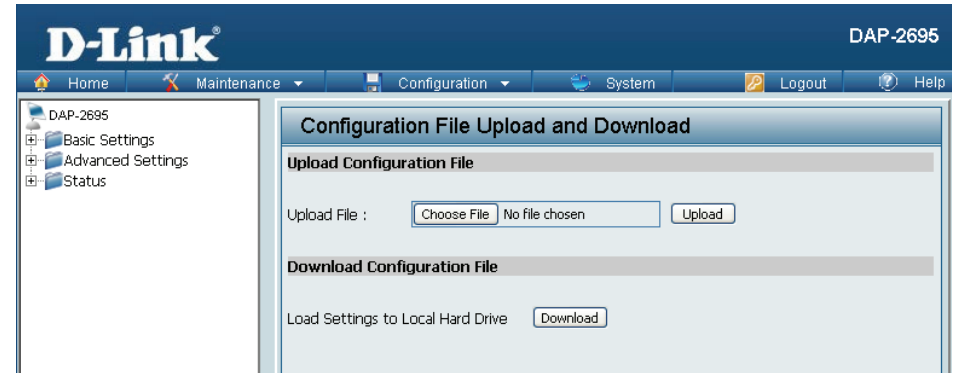 D-Link
DAP-2695
Home Maintenance Configuration System Logout Help
DAP-2695
Basic Settings
Advanced Settings
Status
Configuration File Upload and Download
Upload Configuration File
Upload File : Choose File No file chosen Upload
Download Configuration File
Load Settings to Local Hard Drive Download